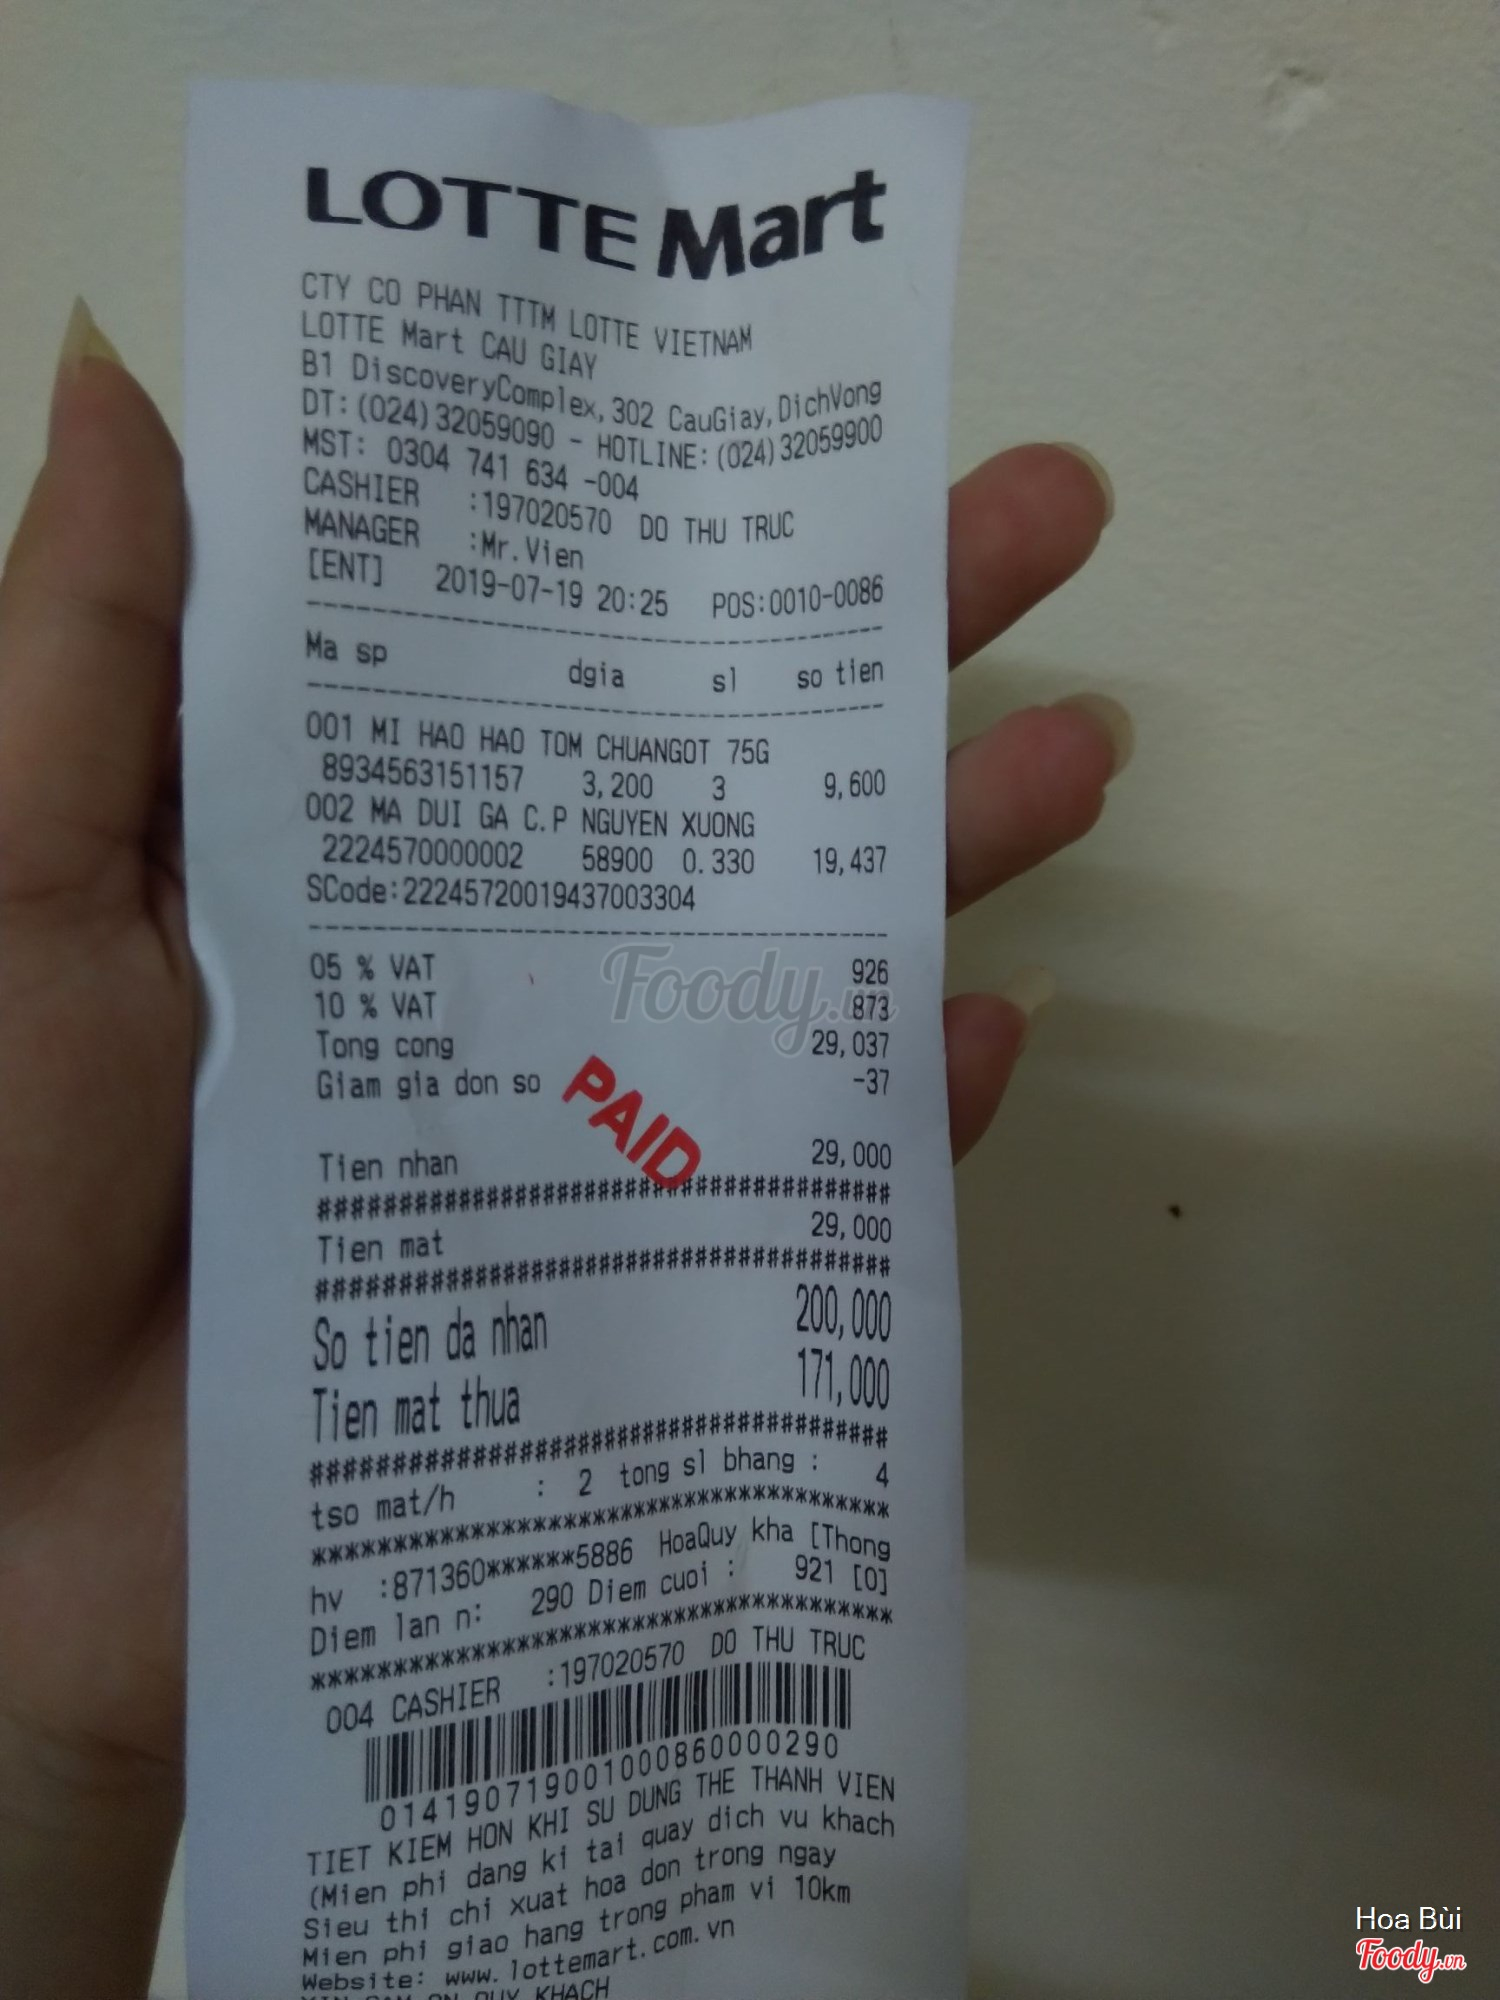 LOTTE Mart
CTY CO PHAN TTTM LOTTE VIETNAM
LOTTE Mart CAU GIAY
B1 DiscoveryComplex, 302 CauGiay, DichVong
DT: (024) 32059090 - HOTLINE: (024) 32059900
MST: 0304 741 634 -004
CASHIER :197020570 DO THU TRUC
MANAGER :Mr. Vien
[ENT] 2019-07-19 20:25 POS:0010-0086
Ma sp dgia sl so tien
001 MI HAO HAO TOM CHUANGOT 75G
8934563151157 3,200 3 9,600
002 MA DUI GA C.P NGUYEN XUONG
2224570000002 58900 0.330 19,437
SCode:222457200194370033​04
05 % VAT 926
10 % VAT 873
Tong cong 29,037
Giam gia don so -37
PAID
Tien nhan 29,000
########################################
Tien mat 29,000
########################################
So tien da nhan 200,000
Tien mat thua 171,000
########################################
tso mat/h : 2 tong sl bhang : 4
****************************************
hv :871360******5886 HoaQuy kha [Thong
Diem lan n: 290 Diem cuoi : 921 [0]
****************************************
004 CASHIER :197020570 DO THU TRUC
01419071900100086000​0290
TIET KIEM HON KHI SU DUNG THE THANH VIEN
(Mien phi dang ki tai quay dich vu khach
Sieu thi chi xuat hoa don trong ngay
Mien phi giao hang trong pham vi 10km
Website: www.lottemart.com.vn
XIN CAM ON QUY KHACH
Foody.vn
Hoa Bùi
Foody.vn